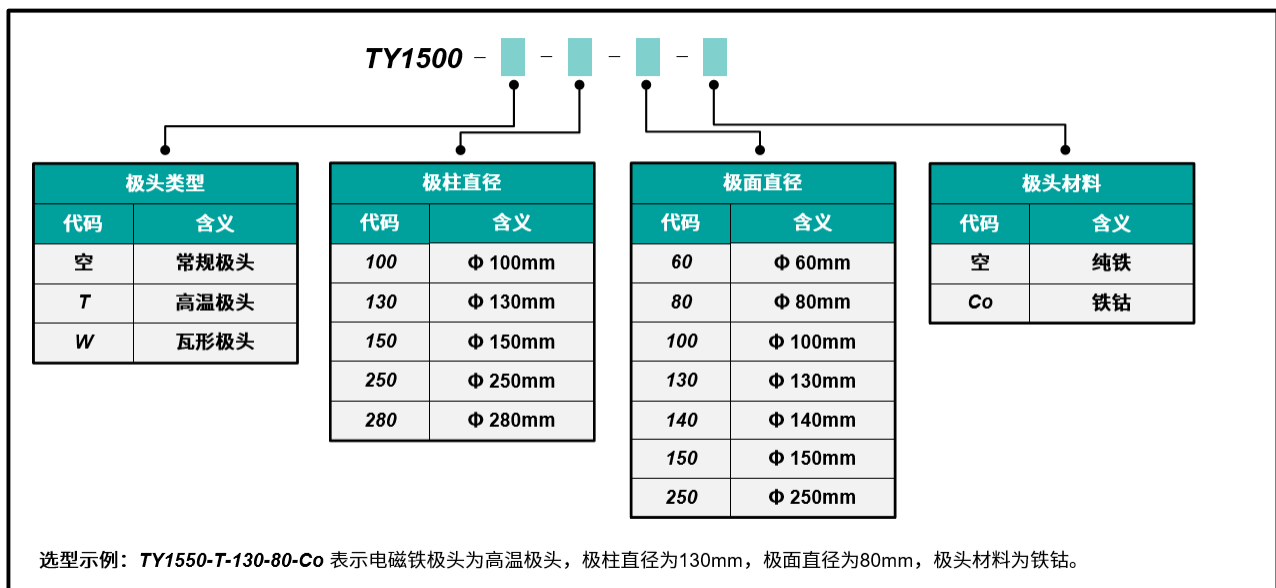 TY1500 - - - -
极头类型
代码 含义
空 常规极头
T 高温极头
W 瓦形极头
极柱直径
代码 含义
100 Φ 100mm
130 Φ 130mm
150 Φ 150mm
250 Φ 250mm
280 Φ 280mm
极面直径
代码 含义
60 Φ 60mm
80 Φ 80mm
100 Φ 100mm
130 Φ 130mm
140 Φ 140mm
150 Φ 150mm
250 Φ 250mm
极头材料
代码 含义
空 纯铁
Co 铁钴
选型示例：TY1550-T-130-80-Co 表示电磁铁极头为高温极头，极柱直径为130mm，极面直径为80mm，极头材料为铁钴。